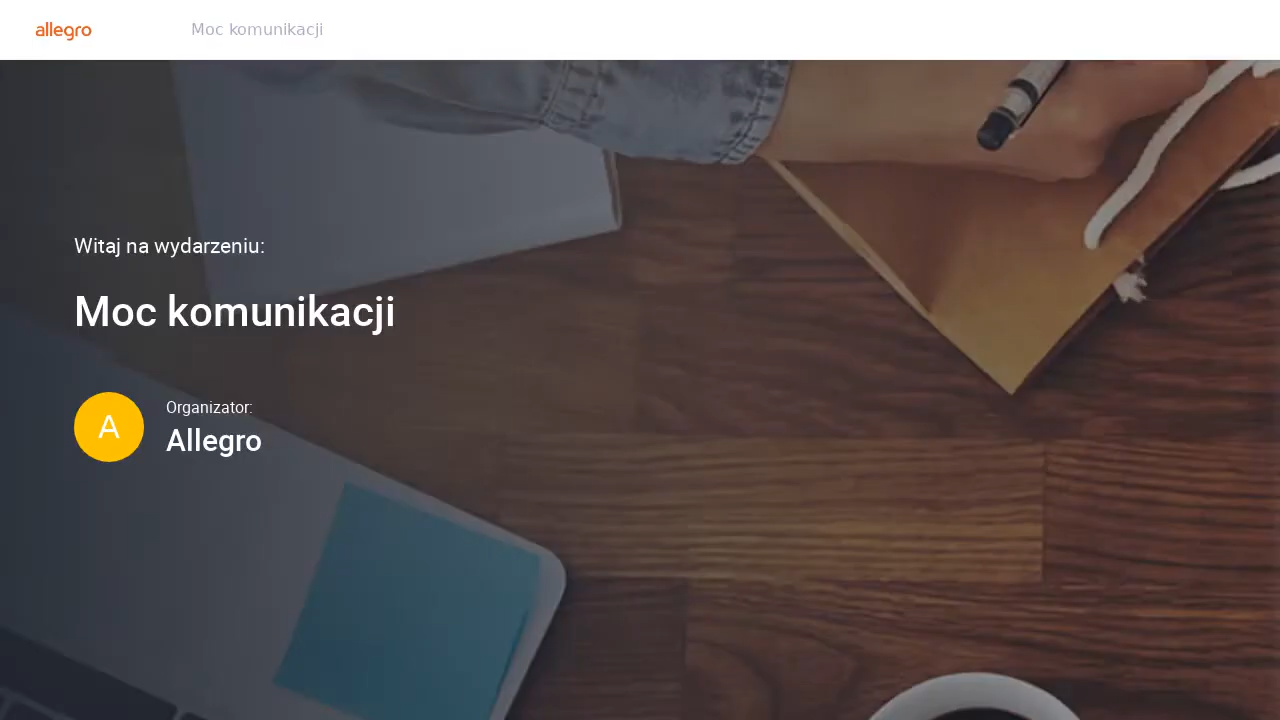 allegro
Moc komunikacji
Witaj na wydarzeniu:
Moc komunikacji
A
Organizator:
Allegro